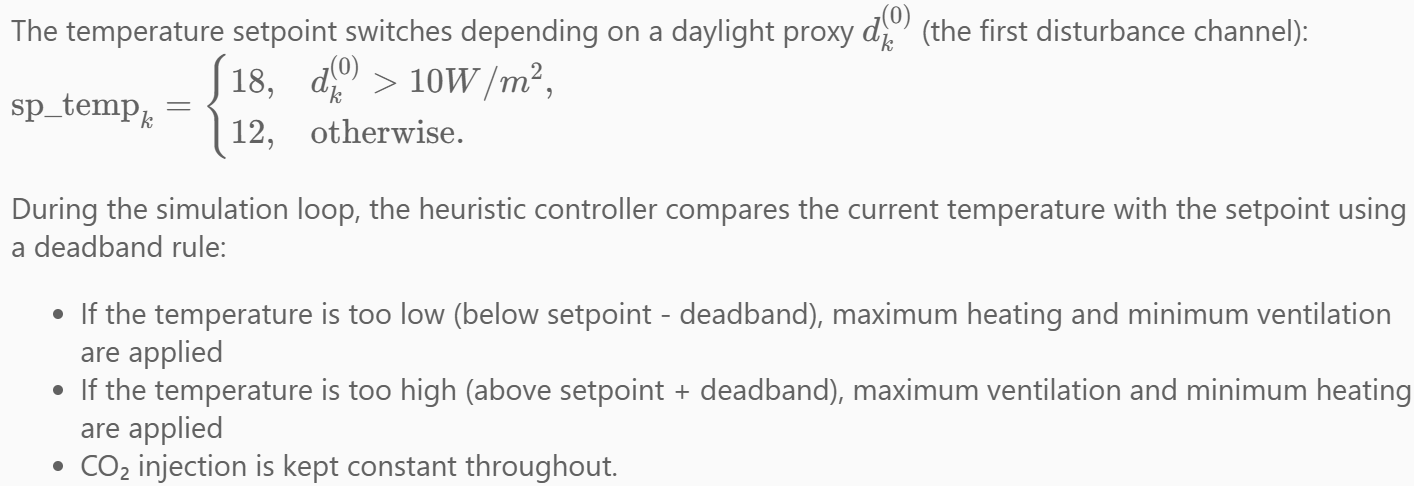 The temperature setpoint switches depending on a daylight proxy d_k^(0) (the first disturbance channel):
sp_temp_k = { 18, d_k^(0) > 10W/m²,
12, otherwise.
During the simulation loop, the heuristic controller compares the current temperature with the setpoint using
a deadband rule:
• If the temperature is too low (below setpoint - deadband), maximum heating and minimum ventilation
are applied
• If the temperature is too high (above setpoint + deadband), maximum ventilation and minimum heating
are applied
• CO₂ injection is kept constant throughout.